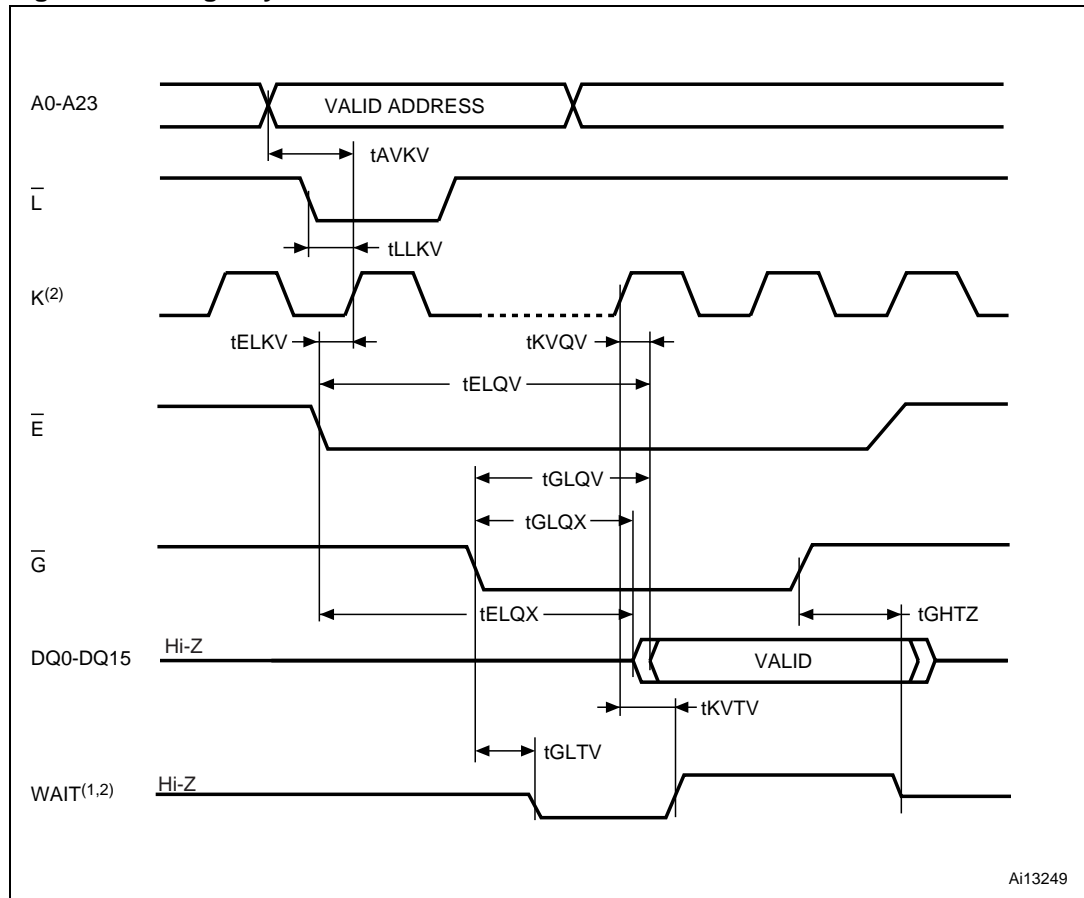 A0-A23
VALID ADDRESS
tAVKV
L
tLLKV
K(2)
tELKV
tKVQV
tELQV
E
tGLQV
tGLQX
G
tELQX
tGHTZ
DQ0-DQ15
Hi-Z
VALID
tKVTV
tGLTV
WAIT(1,2)
Hi-Z
Ai13249